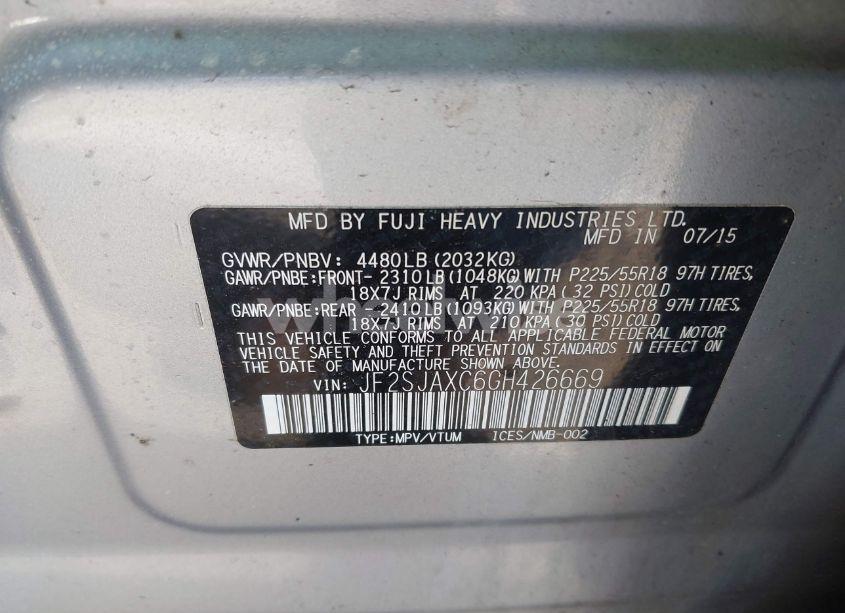 MFD BY FUJI HEAVY INDUSTRIES LTD.
MFD IN 07/15
GVWR/PNBV: 4480LB(2032KG)
GAWR/PNBE:FRONT- 2310LB(1048KG)WITH P225/55R18 97H TIRES,
18X7J RIMS AT 220 KPA(32 PSI)COLD
GAWR/PNBE:REAR -2410LB(1093KG)WITH P225/55R18 97H TIRES,
18X7J RIMS AT 210 KPA(30 PSI)COLD
THIS VEHICLE CONFORMS TO ALL APPLICABLE FEDERAL MOTOR
VEHICLE SAFETY AND THEFT PREVENTION STANDARDS IN EFFECT ON
THE DATE OF MANUFACTURE SHOWN ABOVE.
VIN: JF2SJAXC6GH426669
TYPE:MPV/VTUM ICES/NMB-002